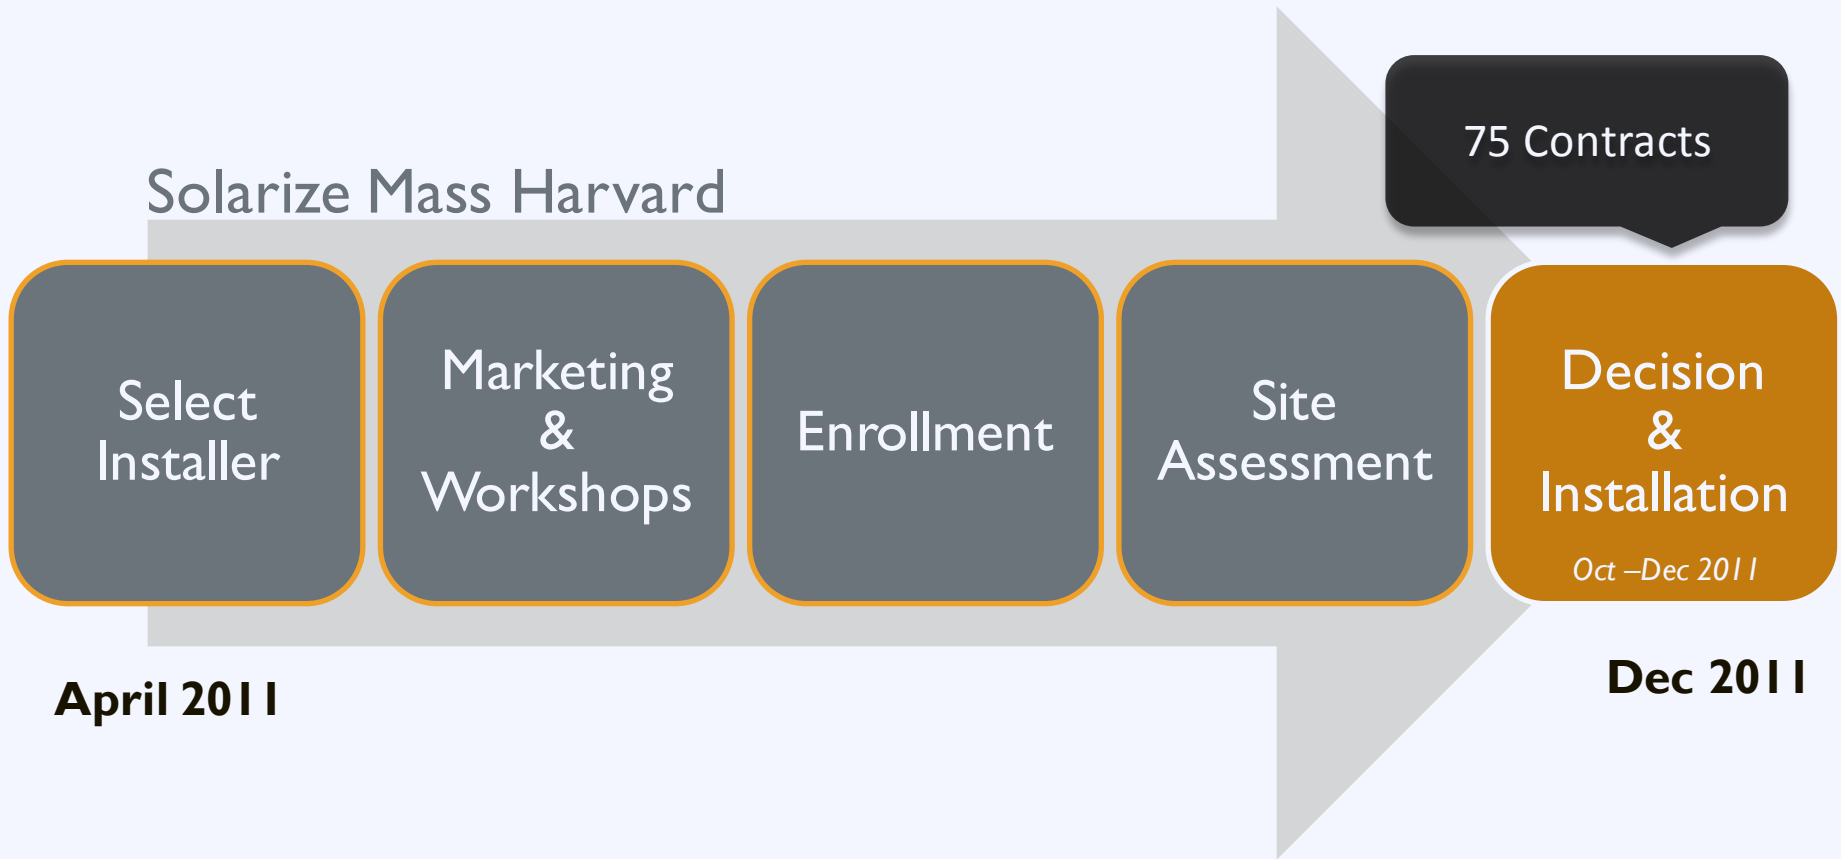 75 Contracts
Solarize Mass Harvard
Select
Installer
Marketing
&
Workshops
Enrollment
Site
Assessment
Decision
&
Installation
Oct –Dec 2011
April 2011
Dec 2011